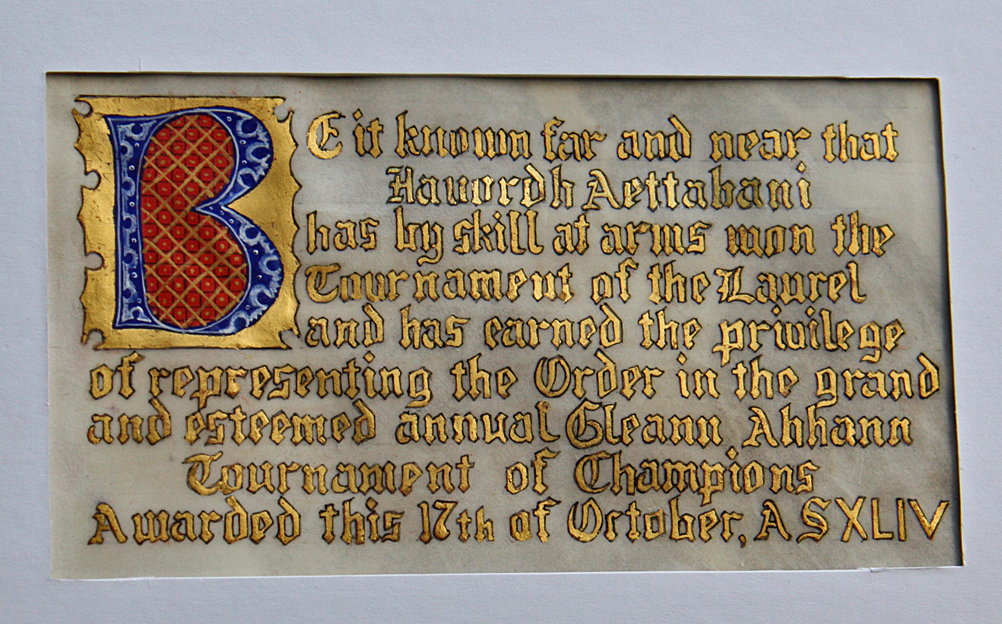 BE it known far and near that
Havordh Aettabani
has by skill at arms won the
Tournament of the Laurel
and has earned the privilege
of representing the Order in the grand
and esteemed annual Gleann Abhann
Tournament of Champions
Awarded this 17th of October, A S XLIV